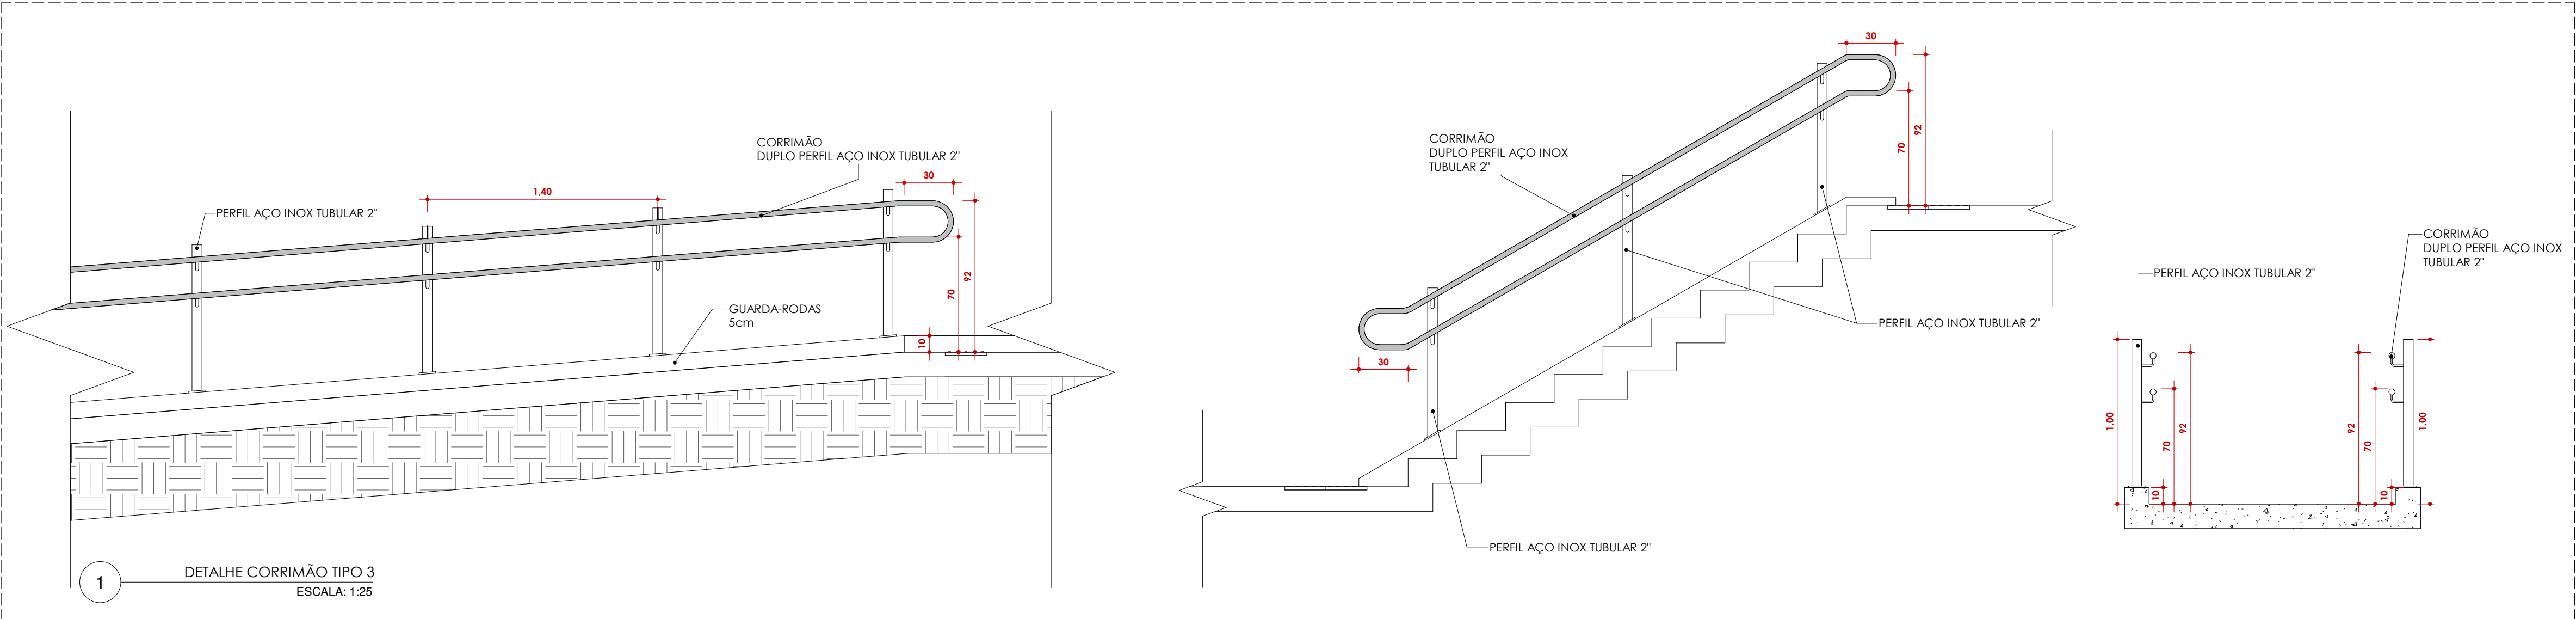 CORRIMÃO
DUPLO PERFIL AÇO INOX TUBULAR 2"
30
1,40
PERFIL AÇO INOX TUBULAR 2"
92
70
GUARDA-RODAS
5cm
10
1
DETALHE CORRIMÃO TIPO 3
ESCALA: 1:25
30
92
70
CORRIMÃO
DUPLO PERFIL AÇO INOX
TUBULAR 2"
PERFIL AÇO INOX TUBULAR 2"
30
PERFIL AÇO INOX TUBULAR 2"
CORRIMÃO
DUPLO PERFIL AÇO INOX
TUBULAR 2"
PERFIL AÇO INOX TUBULAR 2"
1,00
70
92
10
92
70
10
1,00